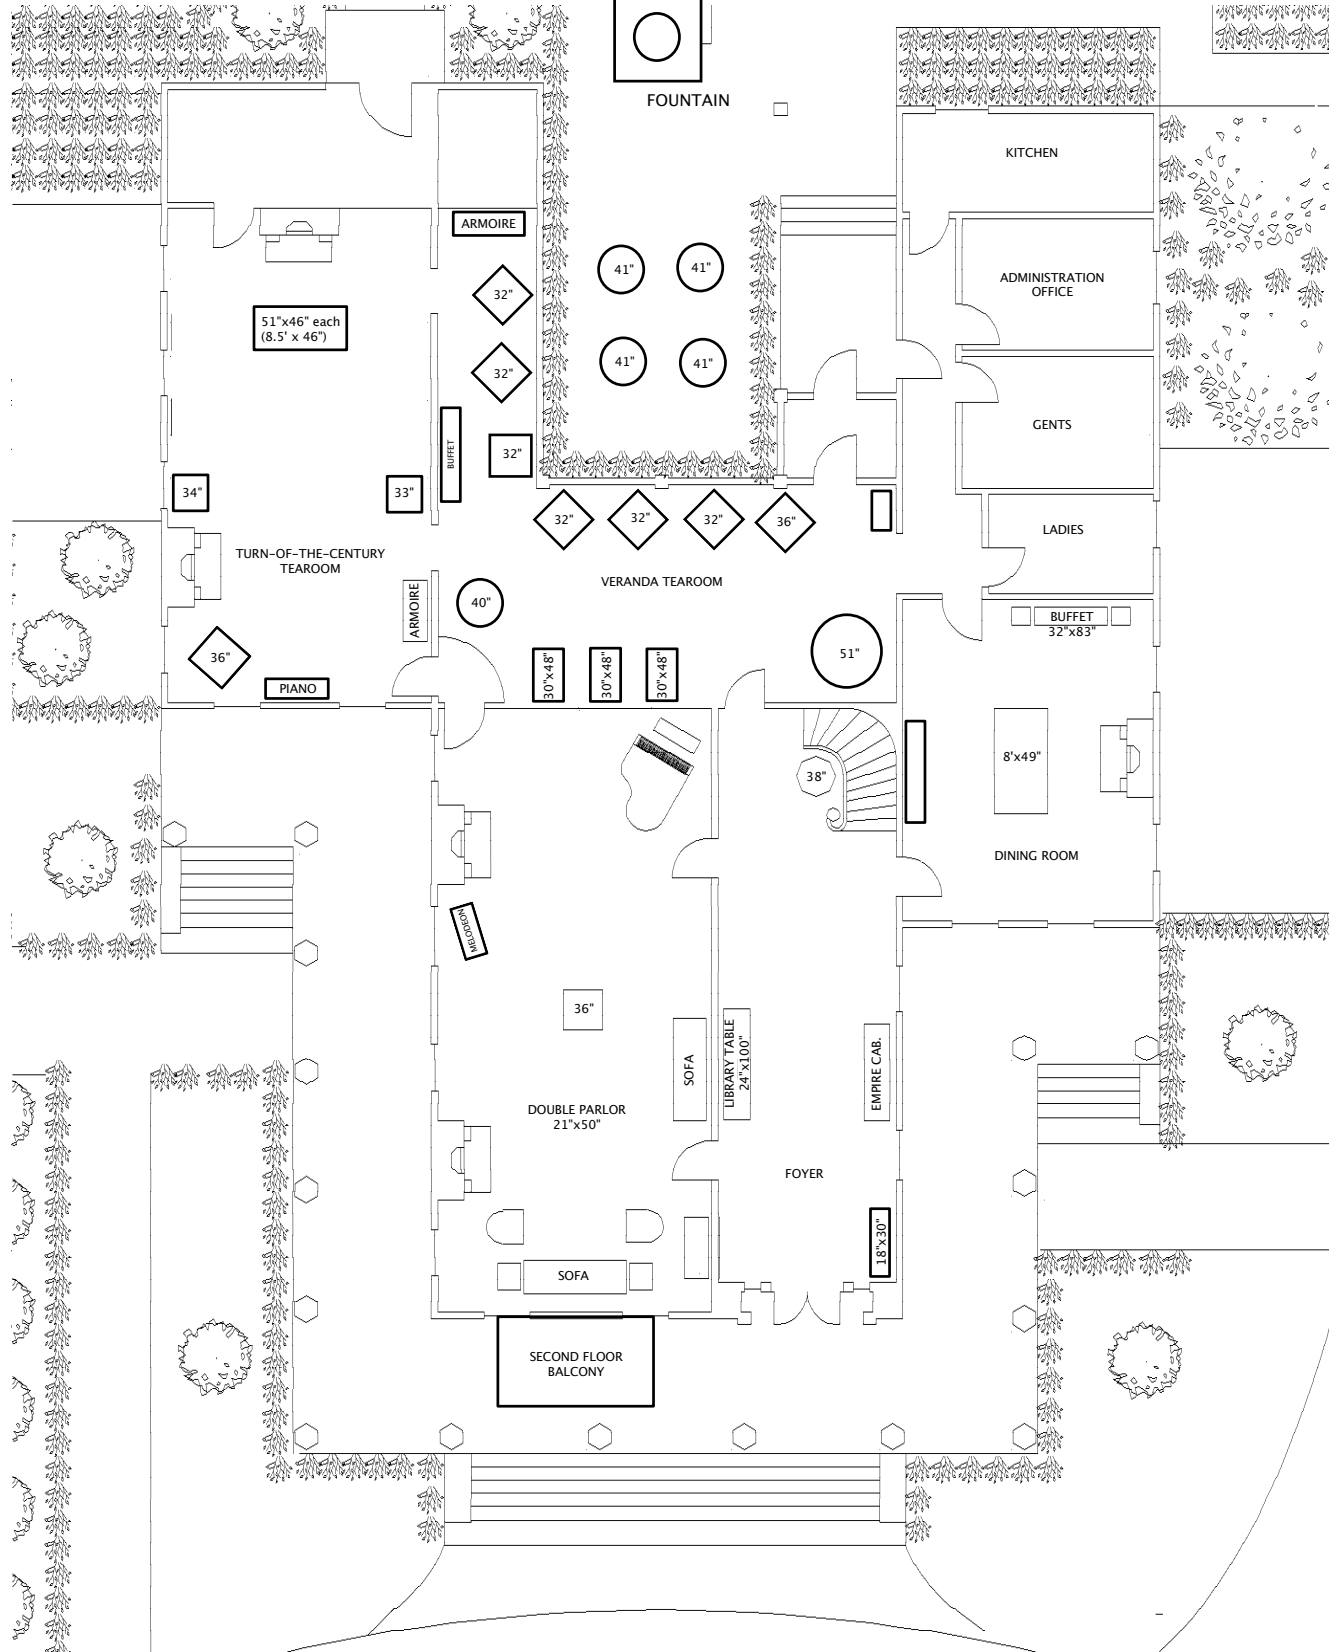 FOUNTAIN
KITCHEN
ARMOIRE
41"
41"
ADMINISTRATION
OFFICE
32"
51"x46" each
(8.5' x 46")
41"
41"
32"
GENTS
BUFFET
32"
34"
33"
32"
32"
32"
36"
LADIES
TURN-OF-THE-CENTURY
TEAROOM
VERANDA TEAROOM
ARMOIRE
40"
BUFFET
32"x83"
51"
36"
30"x48"
30"x48"
30"x48"
PIANO
8'x49"
38"
DINING ROOM
MELODEON
36"
SOFA
LIBRARY TABLE
24"x100"
EMPIRE CAB.
DOUBLE PARLOR
21"x50"
FOYER
18"x30"
SOFA
SECOND FLOOR
BALCONY